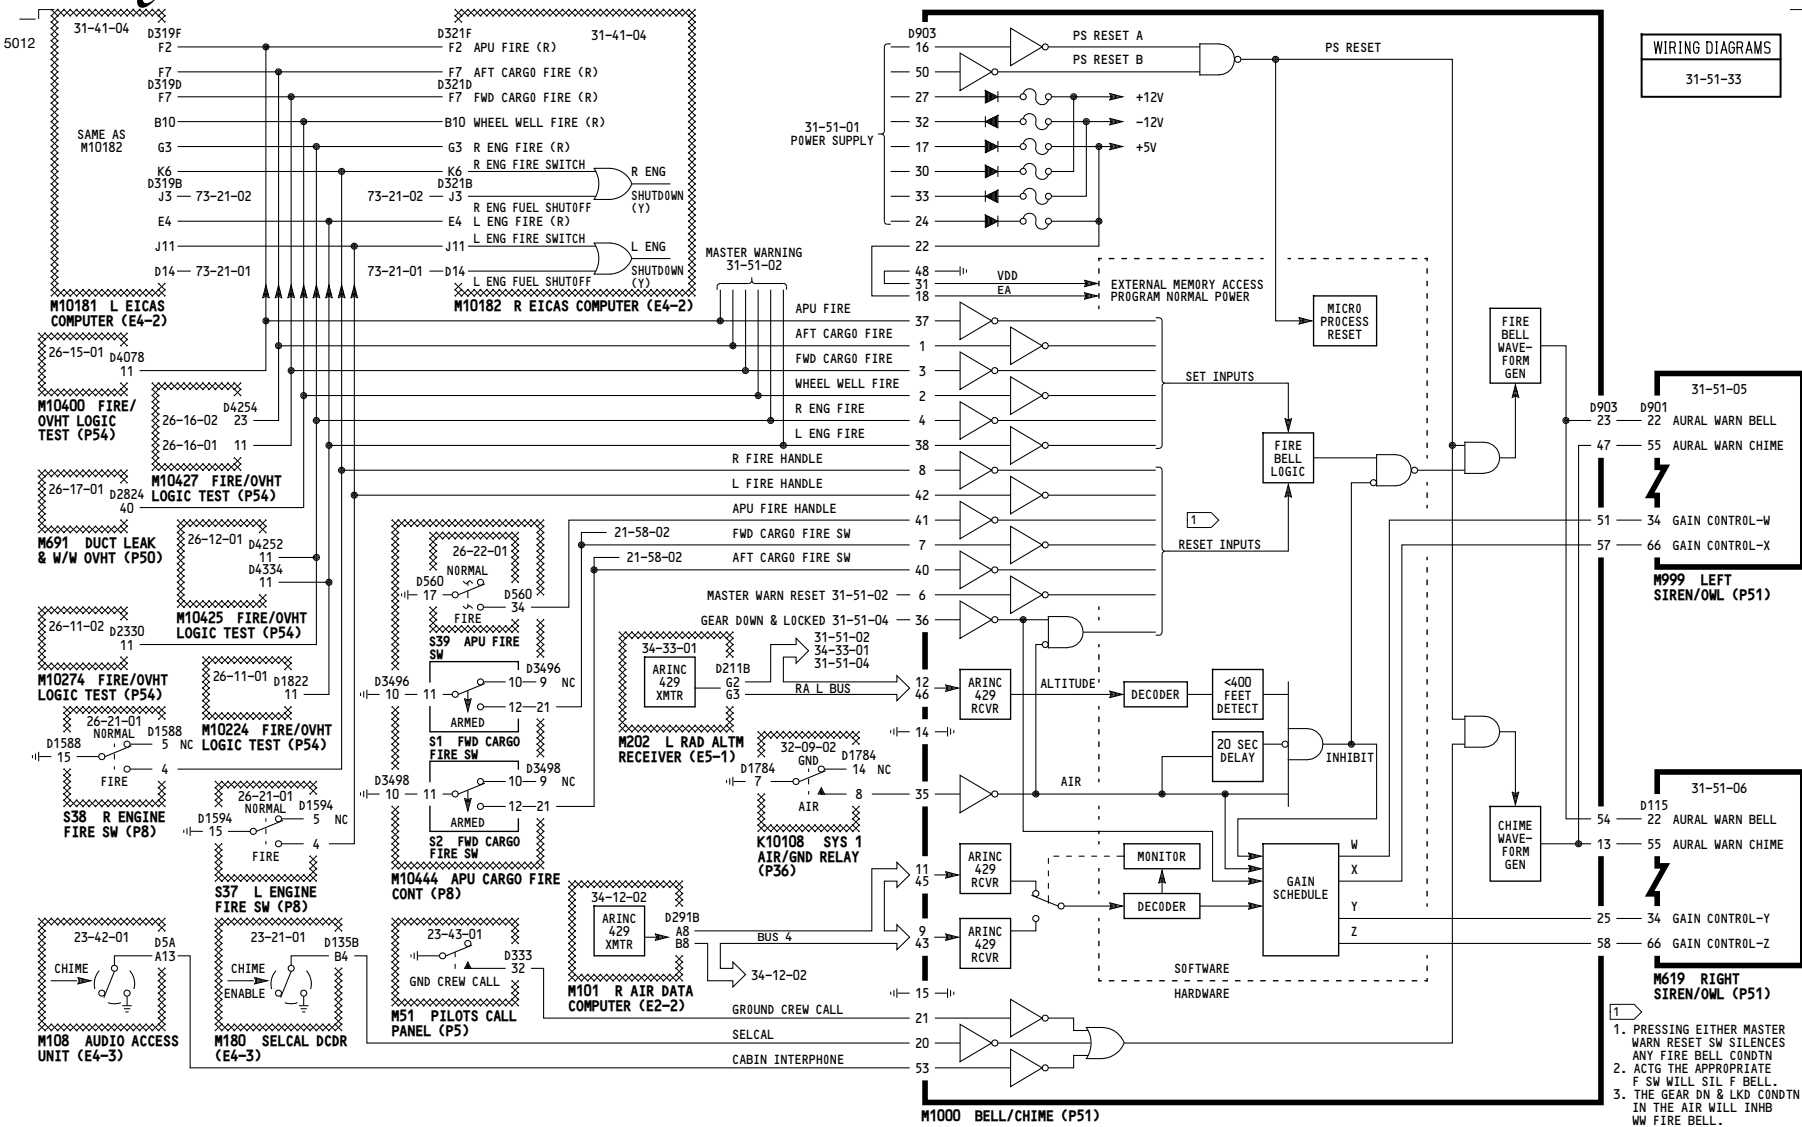 5012
31-41-04
D319F
F2
F7
D319D
F7
B10
G3
K6
D319B
J3 73-21-02
E4
J11
D14 73-21-01
SAME AS
M10182
M10181 L EICAS
COMPUTER (E4-2)
31-41-04
D321F
F2 APU FIRE (R)
F7 AFT CARGO FIRE (R)
D321D
F7 FWD CARGO FIRE (R)
B10 WHEEL WELL FIRE (R)
G3 R ENG FIRE (R)
K6 R ENG FIRE SWITCH
D321B
73-21-02 J3
R ENG FUEL SHUTOFF
R ENG
SHUTDOWN
(Y)
E4 L ENG FIRE (R)
J11 L ENG FIRE SWITCH
73-21-01 D14
L ENG FUEL SHUTOFF
L ENG
SHUTDOWN
(Y)
M10182 R EICAS COMPUTER (E4-2)
26-15-01 D4078
11
M10400 FIRE/
OVHT LOGIC
TEST (P54)
D4254
26-16-02 23
26-16-01 11
M10427 FIRE/OVHT
LOGIC TEST (P54)
26-17-01 D2824
40
M691 DUCT LEAK
& W/W OVHT (P50)
26-12-01
D4252
11
D4334
11
M10425 FIRE/OVHT
LOGIC TEST (P54)
26-11-02 D2330
11
M10274 FIRE/OVHT
LOGIC TEST (P54)
26-11-01 D1822
11
M10224 FIRE/OVHT
LOGIC TEST (P54)
26-21-01
NORMAL
D1588
5 NC
D1588
15
4
FIRE
S38 R ENGINE
FIRE SW (P8)
26-21-01
NORMAL
D1594
5 NC
D1594
15
4
FIRE
S37 L ENGINE
FIRE SW (P8)
MASTER WARNING
31-51-02
APU FIRE
AFT CARGO FIRE
FWD CARGO FIRE
WHEEL WELL FIRE
R ENG FIRE
L ENG FIRE
R FIRE HANDLE
L FIRE HANDLE
APU FIRE HANDLE
21-58-02 FWD CARGO FIRE SW
21-58-02 AFT CARGO FIRE SW
MASTER WARN RESET 31-51-02
GEAR DOWN & LOCKED 31-51-04
26-22-01
NORMAL
D560
17
D560
34
FIRE
S39 APU FIRE
SW
D3496
10 11
D3496
10 9 NC
12 21
ARMED
S1 FWD CARGO
FIRE SW
D3498
10 11
D3498
10 9 NC
12 21
ARMED
S2 FWD CARGO
FIRE SW
M10444 APU CARGO FIRE
CONT (P8)
34-33-01
ARINC
429
XMTR
D211B
G2
G3
31-51-02
34-33-01
31-51-04
RA L BUS
M202 L RAD ALTM
RECEIVER (E5-1)
32-09-02
GND
D1784
7
D1784
14 NC
8
AIR
K10108 SYS 1
AIR/GND RELAY
(P36)
23-42-01
D5A
A13
CHIME
M108 AUDIO ACCESS
UNIT (E4-3)
23-21-01
D135B
B4
CHIME
ENABLE
M180 SELCAL DCDR
(E4-3)
23-43-01
D333
32
GND CREW CALL
M51 PILOTS CALL
PANEL (P5)
34-12-02
ARINC
429
XMTR
D291B
A8
B8
BUS 4
34-12-02
M101 R AIR DATA
COMPUTER (E2-2)
GROUND CREW CALL
SELCAL
CABIN INTERPHONE
31-51-01
POWER SUPPLY
D903
16
50
27
32
17
30
33
24
22
48
31
18
37
1
3
2
4
38
8
42
41
7
40
6
36
12
46
14
35
11
45
9
43
15
21
20
53
PS RESET A
PS RESET B
PS RESET
+12V
-12V
+5V
VDD
EA
EXTERNAL MEMORY ACCESS
PROGRAM NORMAL POWER
MICRO
PROCESS
RESET
SET INPUTS
FIRE
BELL
LOGIC
1
RESET INPUTS
FIRE
BELL
WAVE-
FORM
GEN
ARINC
429
RCVR
ALTITUDE
DECODER
<400
FEET
DETECT
20 SEC
DELAY
INHIBIT
AIR
ARINC
429
RCVR
MONITOR
DECODER
ARINC
429
RCVR
GAIN
SCHEDULE
W
X
Y
Z
CHIME
WAVE-
FORM
GEN
SOFTWARE
HARDWARE
M1000 BELL/CHIME (P51)
WIRING DIAGRAMS
31-51-33
31-51-05
D903 D901
23 22 AURAL WARN BELL
47 55 AURAL WARN CHIME
51 34 GAIN CONTROL-W
57 66 GAIN CONTROL-X
M999 LEFT
SIREN/OWL (P51)
31-51-06
D115
54 22 AURAL WARN BELL
13 55 AURAL WARN CHIME
25 34 GAIN CONTROL-Y
58 66 GAIN CONTROL-Z
M619 RIGHT
SIREN/OWL (P51)
1
1. PRESSING EITHER MASTER
WARN RESET SW SILENCES
ANY FIRE BELL CONDTN
2. ACTG THE APPROPRIATE
F SW WILL SIL F BELL.
3. THE GEAR DN & LKD CONDTN
IN THE AIR WILL INHB
WW FIRE BELL.